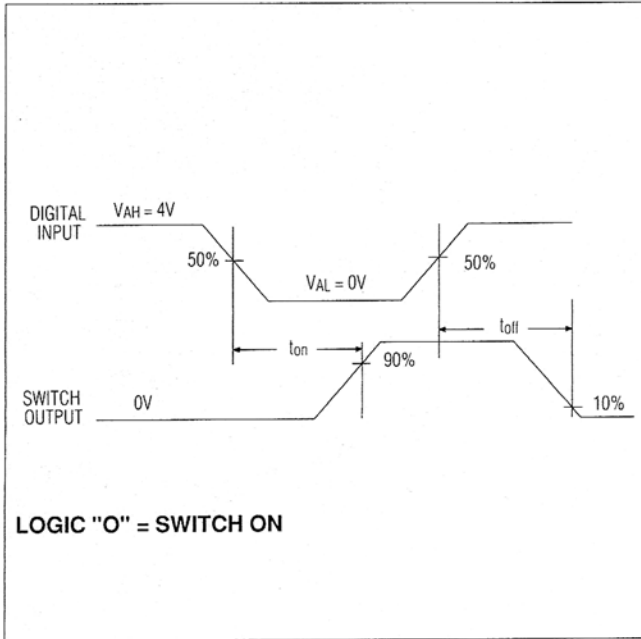 DIGITAL
INPUT
VAH = 4V
50%
VAL = 0V
50%
ton
toff
90%
SWITCH
OUTPUT
0V
10%
LOGIC "O" = SWITCH ON